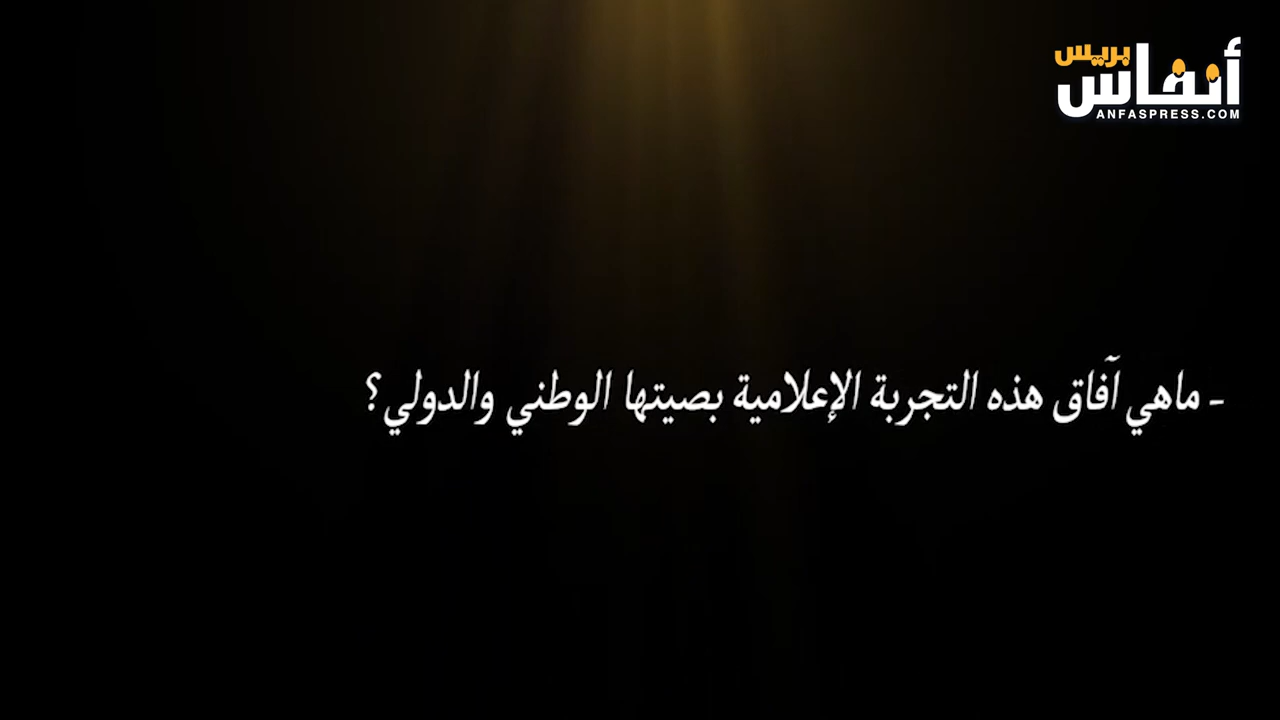 بريس
أنفاس
ANFASPRESS.COM
- ماهي آفاق هذه التجربة الإعلامية بصيتها الوطني والدولي؟